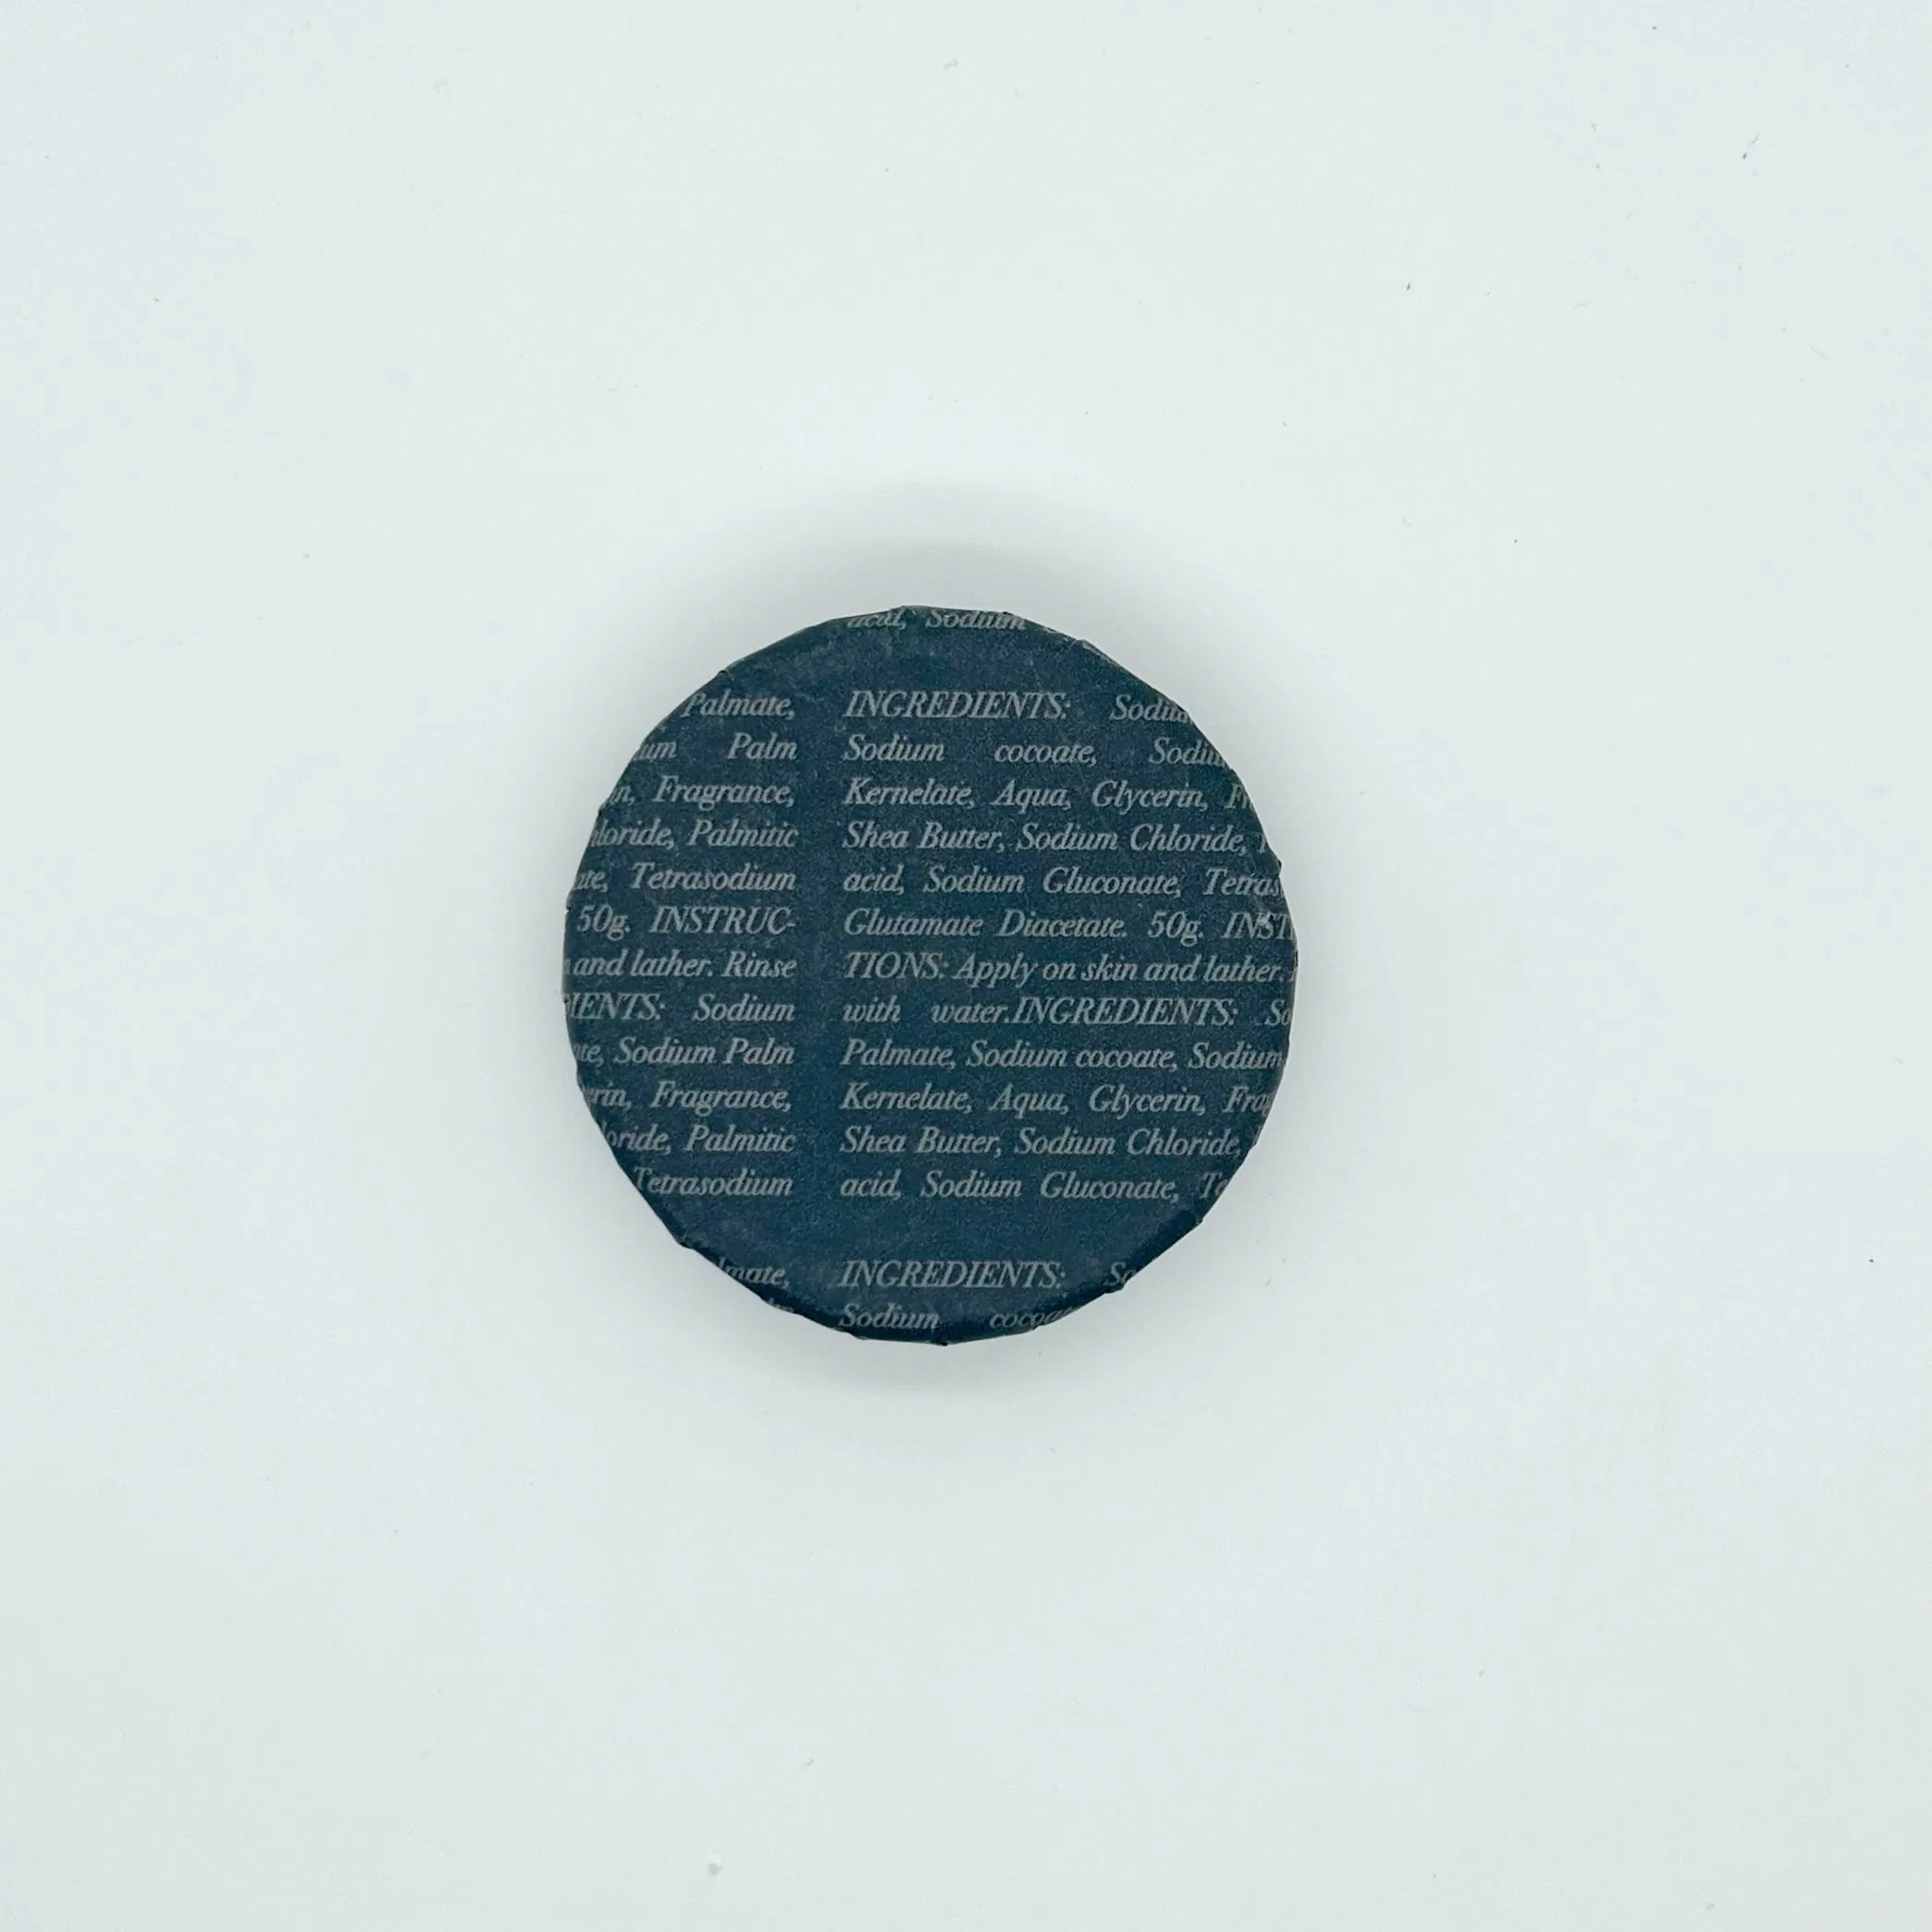 acid, Sodium
Palmate, INGREDIENTS: Sodium
Palm Sodium cocoate, Sodium
Fragrance, Kernelate, Aqua, Glycerin,
Palmitic Shea Butter, Sodium Chloride,
Tetrasodium acid, Sodium Gluconate,
50g. INSTRUC- Glutamate Diacetate. 50g.
and lather. Rinse TIONS: Apply on skin and lather.
Sodium with water.INGREDIENTS:
Sodium Palm Palmate, Sodium cocoate, Sodium
Fragrance, Kernelate, Aqua, Glycerin,
Palmitic Shea Butter, Sodium Chloride,
Tetrasodium acid, Sodium Gluconate,
INGREDIENTS:
Sodium